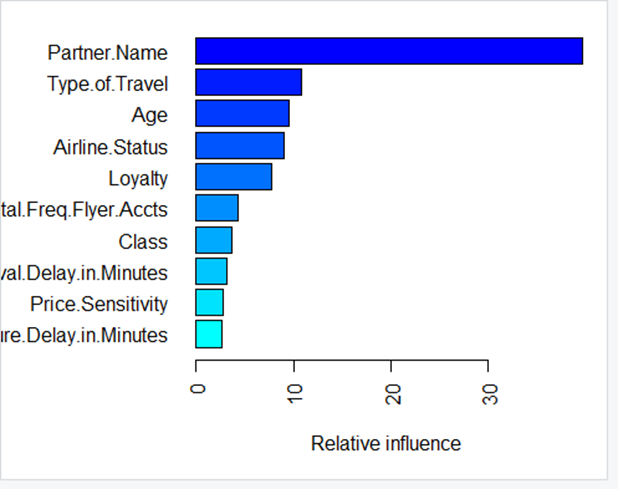 Partner.Name
Type.of.Travel
Age
Airline.Status
Loyalty
tal.Freq.Flyer.Accts
Class
val.Delay.in.Minutes
Price.Sensitivity
ure.Delay.in.Minutes
0 10 20 30
Relative influence